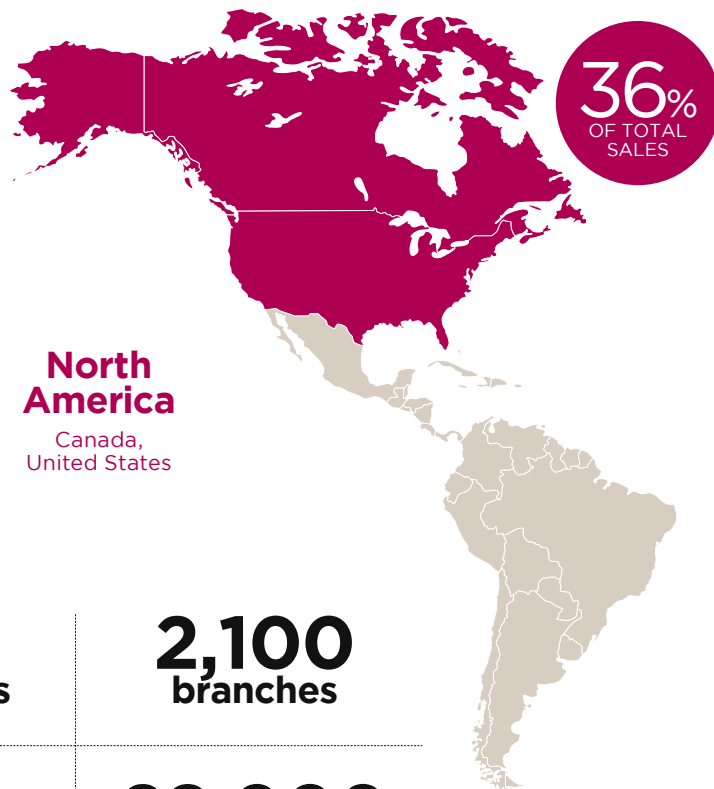 36%
OF TOTAL
SALES
North
America
Canada,
United States
2,100
branches